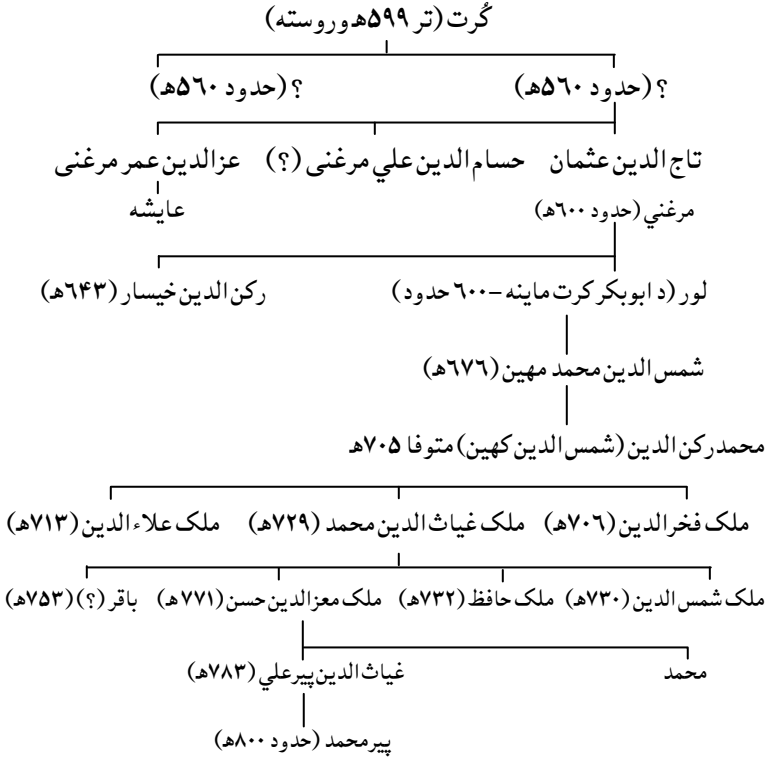 کُرت (تر ۵۹۹هـ وروسته)
؟ (حدود ۵۶۰هـ) ؟ (حدود ۵۶۰هـ)
تاج الدین عثمان حسام الدین علي مرغنی (؟) عزالدین عمر مرغنی
مرغني (حدود ۶۰۰هـ) عایشه
لور (د ابوبکر کرت ماینه – ۶۰۰ حدود) رکن الدین خیسار (۶۴۳هـ)
شمس الدین محمد مهین (۶۷۶هـ)
محمد رکن الدین (شمس الدین کهین) متوفا ۷۰۵هـ
ملک فخرالدین (۷۰۶هـ) ملک غیاث الدین محمد (۷۲۹هـ) ملک علاء الدین (۷۱۳هـ)
ملک شمس الدین (۷۳۰هـ) ملک حافظ (۷۳۲هـ) ملک معزالدین حسن (۷۷۱هـ) باقر (؟) (۷۵۳هـ)
محمد غیاث الدین پیرعلي (۷۸۳هـ)
پیرمحمد (حدود ۸۰۰هـ)